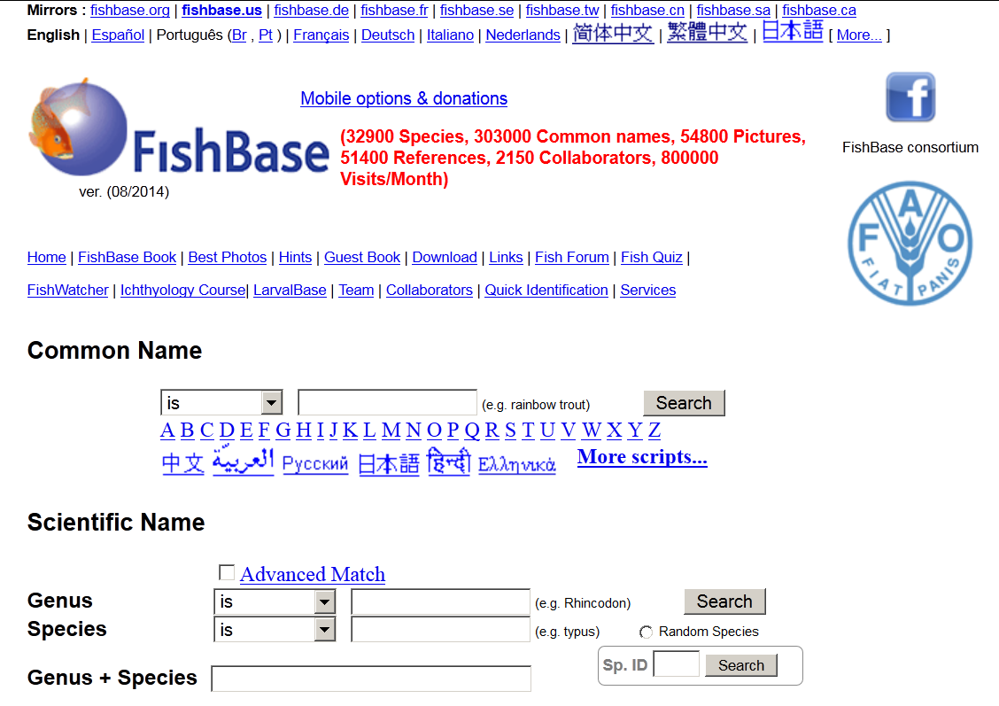 Mirrors : fishbase.org | fishbase.us | fishbase.de | fishbase.fr | fishbase.se | fishbase.tw | fishbase.cn | fishbase.sa | fishbase.ca
English | Español | Português (Br , Pt ) | Français | Deutsch | Italiano | Nederlands | 简体中文 | 繁體中文 | 日本語 [ More... ]
Mobile options & donations
FishBase
ver. (08/2014)
(32900 Species, 303000 Common names, 54800 Pictures,
51400 References, 2150 Collaborators, 800000
Visits/Month)
f
FishBase consortium
FAO
FIAT PANIS
Home | FishBase Book | Best Photos | Hints | Guest Book | Download | Links | Fish Forum | Fish Quiz |
FishWatcher | Ichthyology Course| LarvalBase | Team | Collaborators | Quick Identification | Services
Common Name
is (e.g. rainbow trout) Search
A B C D E F G H I J K L M N O P Q R S T U V W X Y Z
中文 العربيّة Русский 日本語 हिन्दी Ελληνικά More scripts...
Scientific Name
Advanced Match
Genus is (e.g. Rhincodon) Search
Species is (e.g. typus) Random Species
Sp. ID Search
Genus + Species